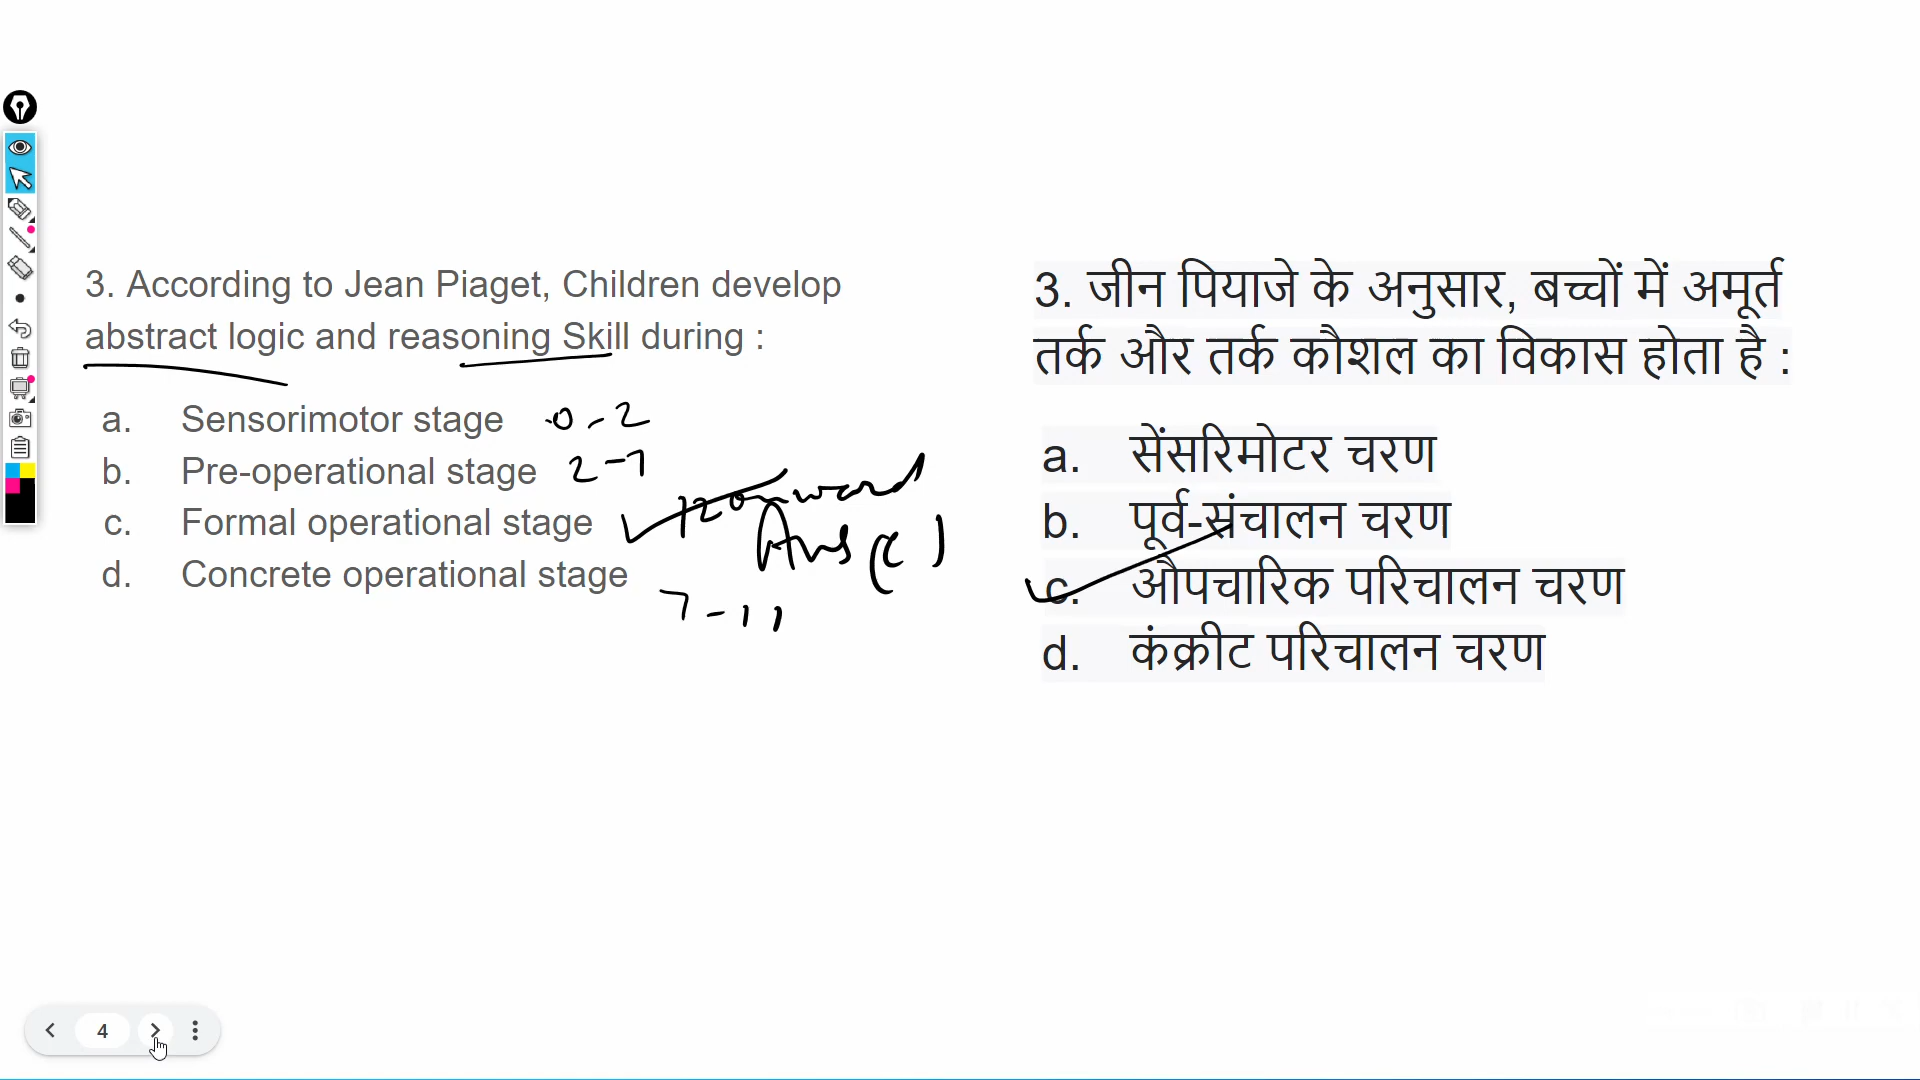 3. According to Jean Piaget, Children develop
abstract logic and reasoning Skill during :
a. Sensorimotor stage 0-2
b. Pre-operational stage 2-7
12 onward
c. Formal operational stage Ans (c)
d. Concrete operational stage
7-11
3. जीन पियाजे के अनुसार, बच्चों में अमूर्त
तर्क और तर्क कौशल का विकास होता है :
a. सेंसरिमोटर चरण
b. पूर्व-संचालन चरण
c. औपचारिक परिचालन चरण
d. कंक्रीट परिचालन चरण
4